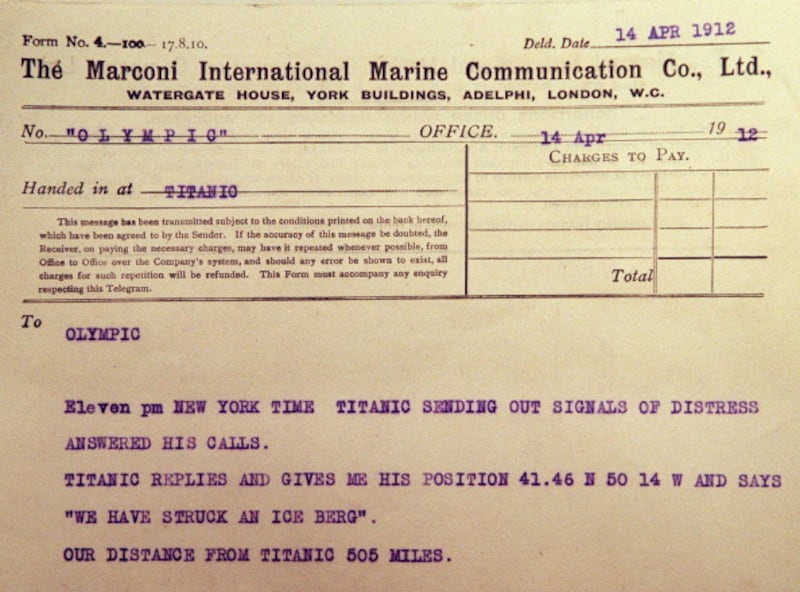 Form No. 4.—100.— 17.8.10.
Deld. Date 14 APR 1912
The Marconi International Marine Communication Co., Ltd.,
WATERGATE HOUSE, YORK BUILDINGS, ADELPHI, LONDON, W.C.
No. "OLYMPIC" OFFICE. 14 Apr 19 12
CHARGES TO PAY.
Handed in at TITANIC
This message has been transmitted subject to the conditions printed on the back hereof,
which have been agreed to by the Sender. If the accuracy of this message be doubted, the
Receiver, on paying the necessary charges, may have it repeated whenever possible, from
Office to Office over the Company's system, and should any error be shown to exist, all
charges for such repetition will be refunded. This Form must accompany any enquiry
respecting this Telegram.
Total
To
OLYMPIC
Eleven pm NEW YORK TIME TITANIC SENDING OUT SIGNALS OF DISTRESS
ANSWERED HIS CALLS.
TITANIC REPLIES AND GIVES ME HIS POSITION 41.46 N 50 14 W AND SAYS
"WE HAVE STRUCK AN ICE BERG".
OUR DISTANCE FROM TITANIC 505 MILES.